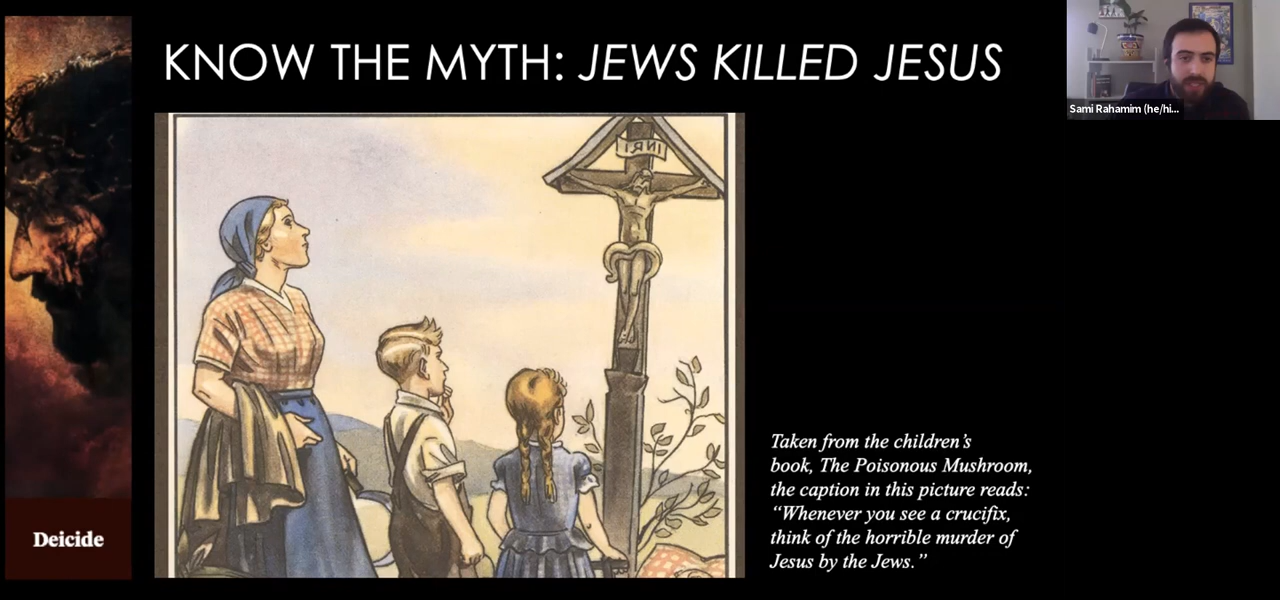 KNOW THE MYTH: JEWS KILLED JESUS
Sami Rahamim (he/hi...
INRI
Taken from the children's
book, The Poisonous Mushroom,
the caption in this picture reads:
“Whenever you see a crucifix,
think of the horrible murder of
Jesus by the Jews.”
Deicide